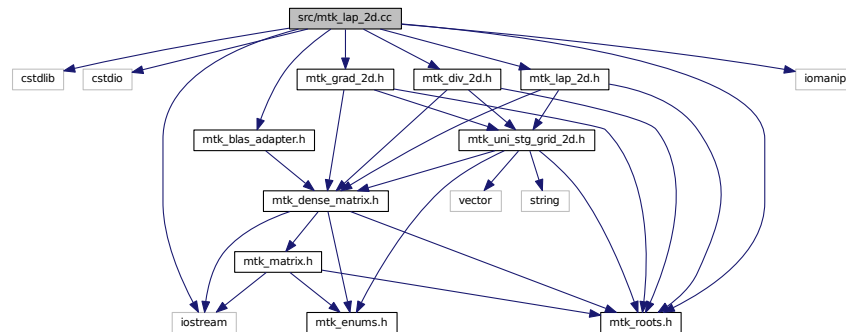 src/mtk_lap_2d.cc
cstdlib
cstdio
mtk_grad_2d.h
mtk_div_2d.h
mtk_lap_2d.h
iomanip
mtk_blas_adapter.h
mtk_uni_stg_grid_2d.h
mtk_dense_matrix.h
vector
string
mtk_matrix.h
iostream
mtk_enums.h
mtk_roots.h